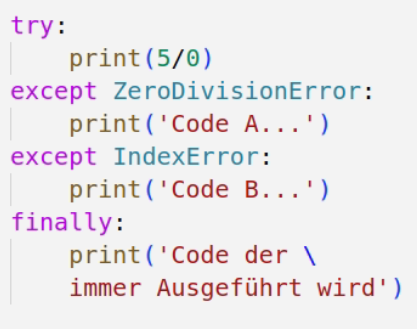 try:
    print(5/0)
except ZeroDivisionError:
    print('Code A...')
except IndexError:
    print('Code B...')
finally:
    print('Code der \
    immer Ausgeführt wird')